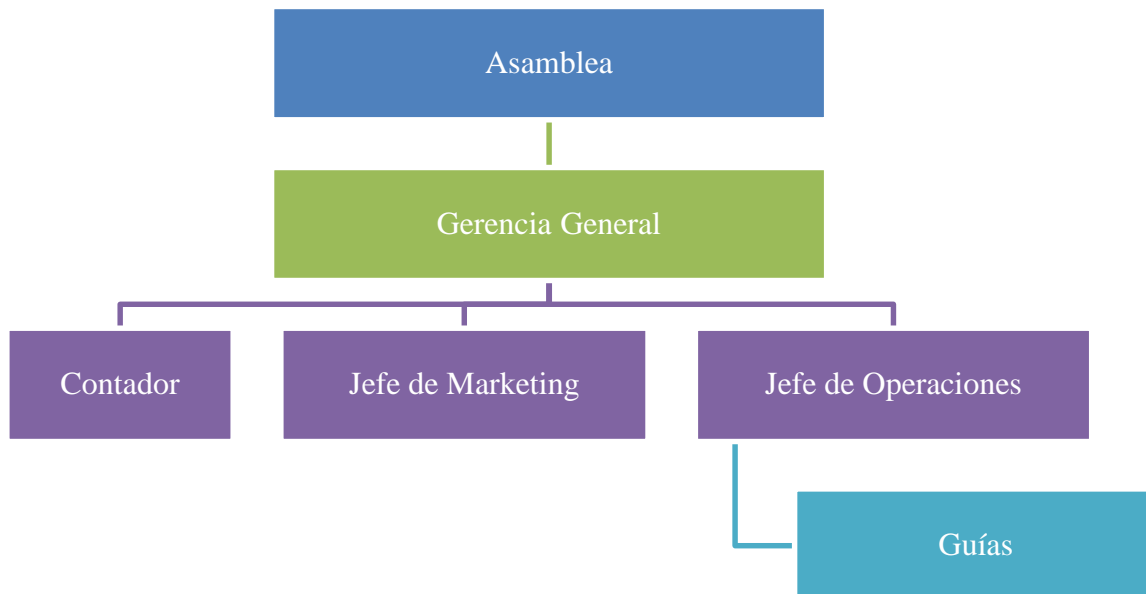 Asamblea
Gerencia General
Contador
Jefe de Marketing
Jefe de Operaciones
Guías